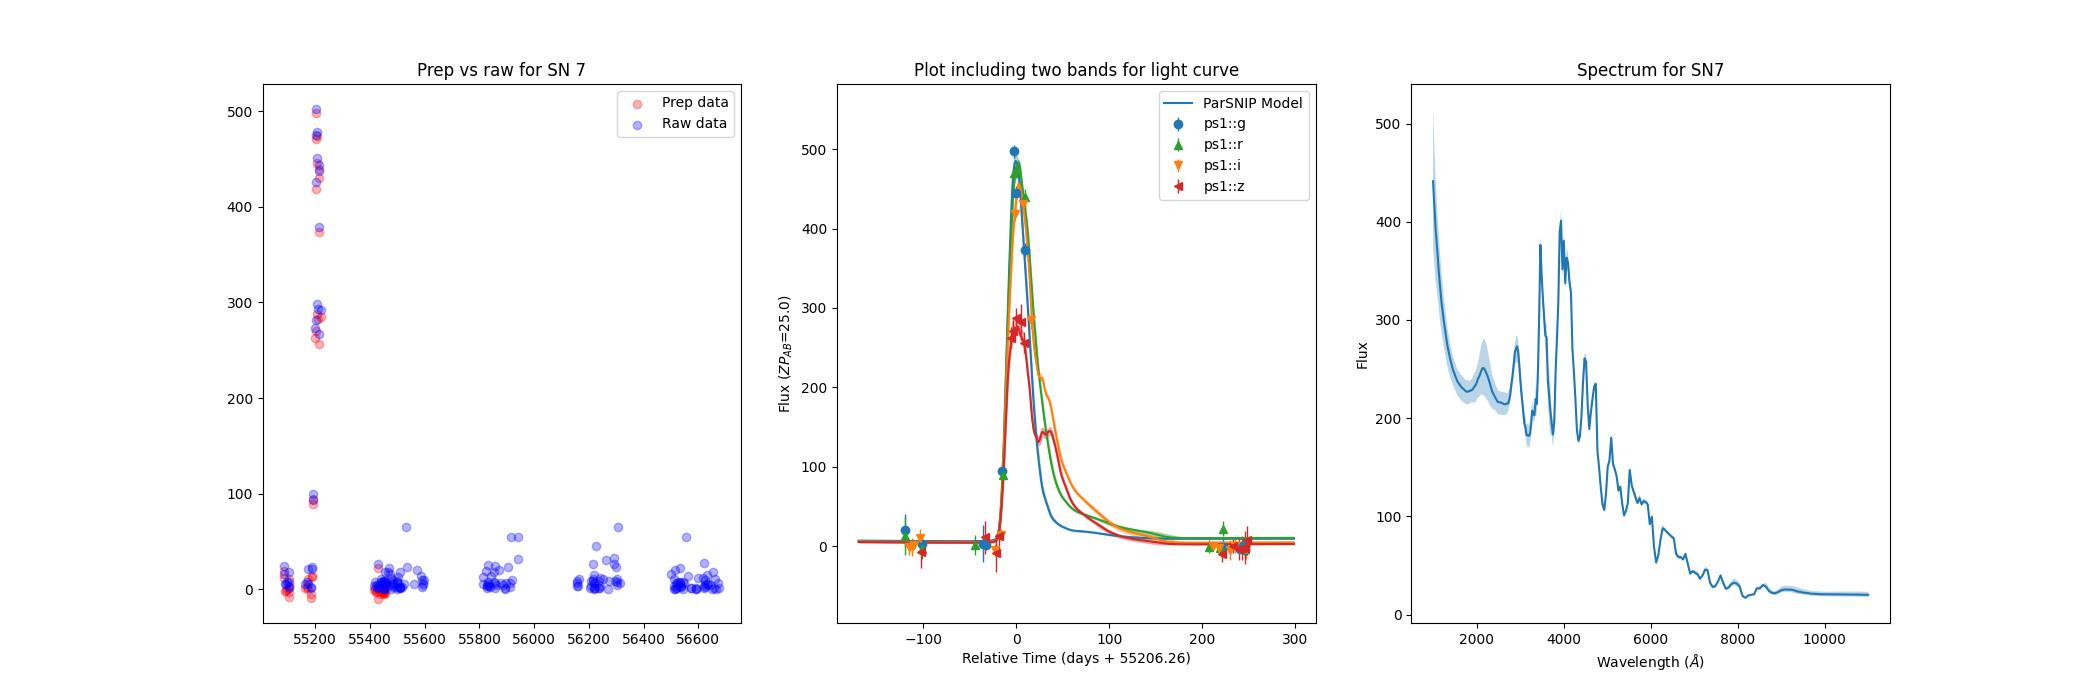 Prep vs raw for SN 7
Prep data
Raw data
500
400
300
200
100
0
55200 55400 55600 55800 56000 56200 56400 56600
Plot including two bands for light curve
ParSNIP Model
ps1::g
ps1::r
ps1::i
ps1::z
Flux (ZP_AB=25.0)
500
400
300
200
100
0
−100 0 100 200 300
Relative Time (days + 55206.26)
Spectrum for SN7
Flux
500
400
300
200
100
0
2000 4000 6000 8000 10000
Wavelength (Å)